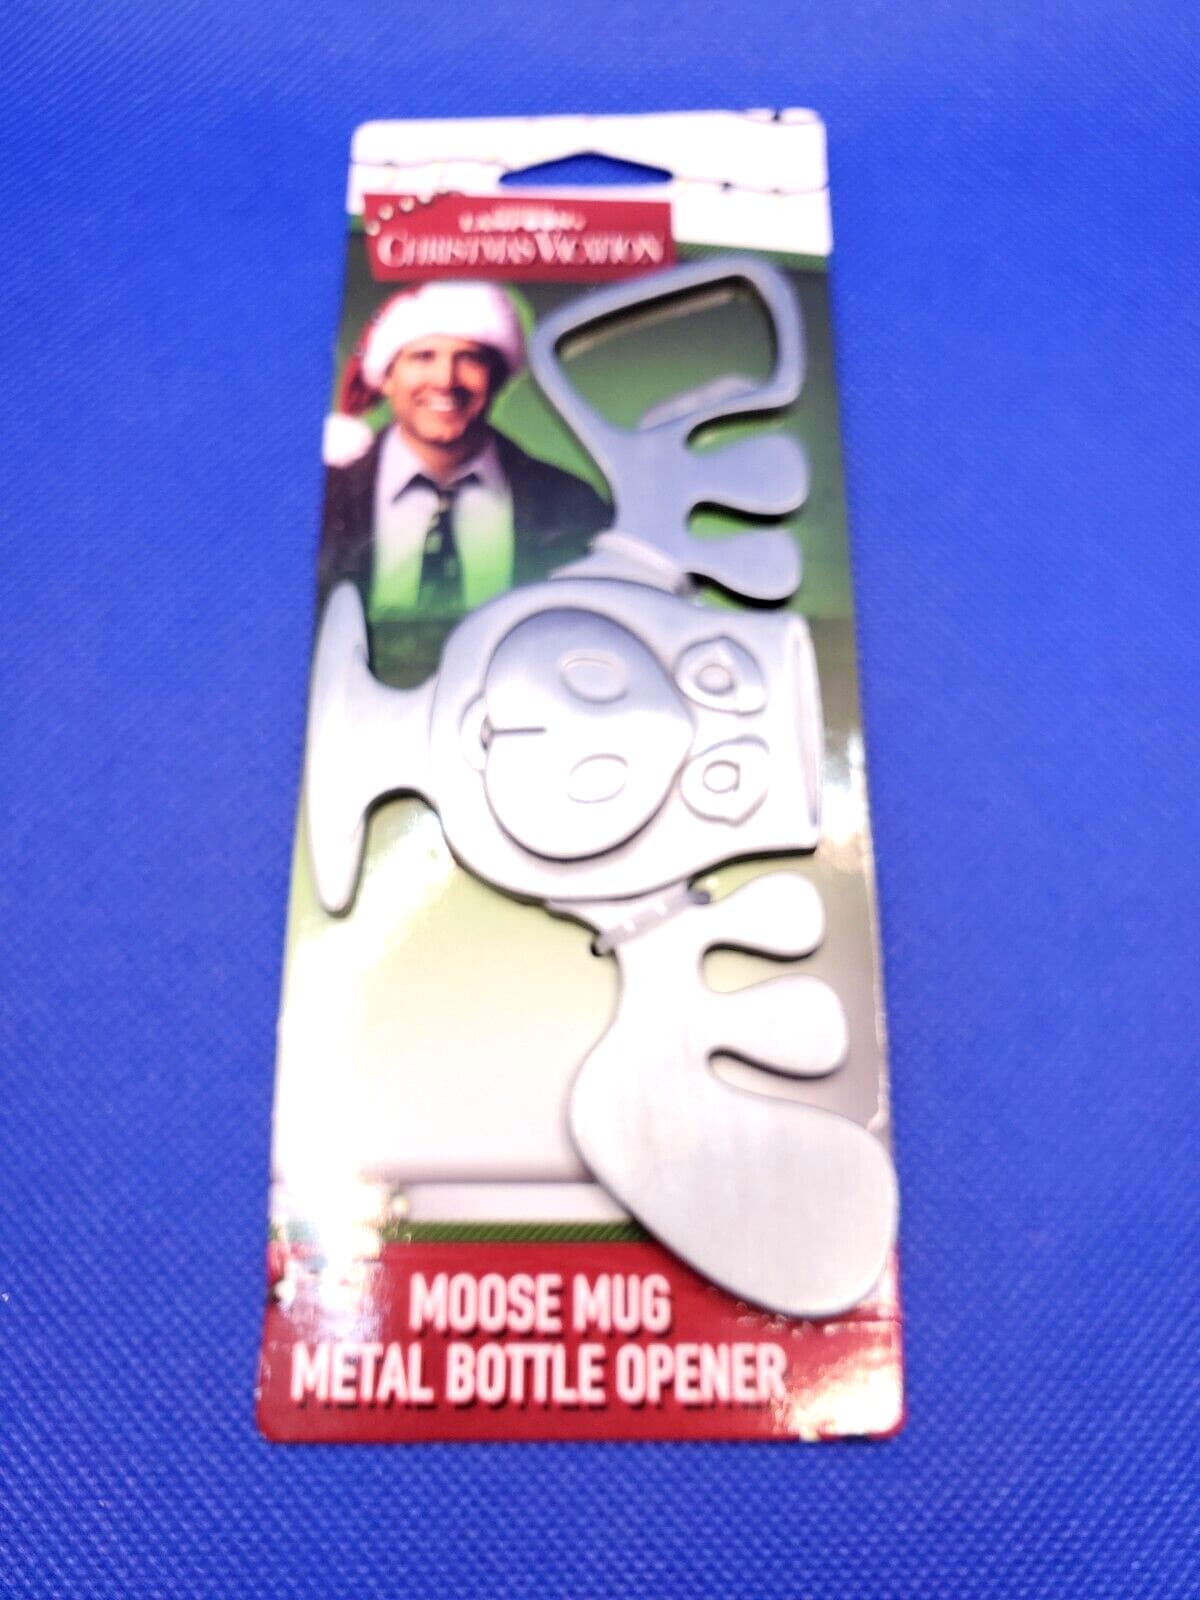 CHRISTMAS VACATION
MOOSE MUG
METAL BOTTLE OPENER